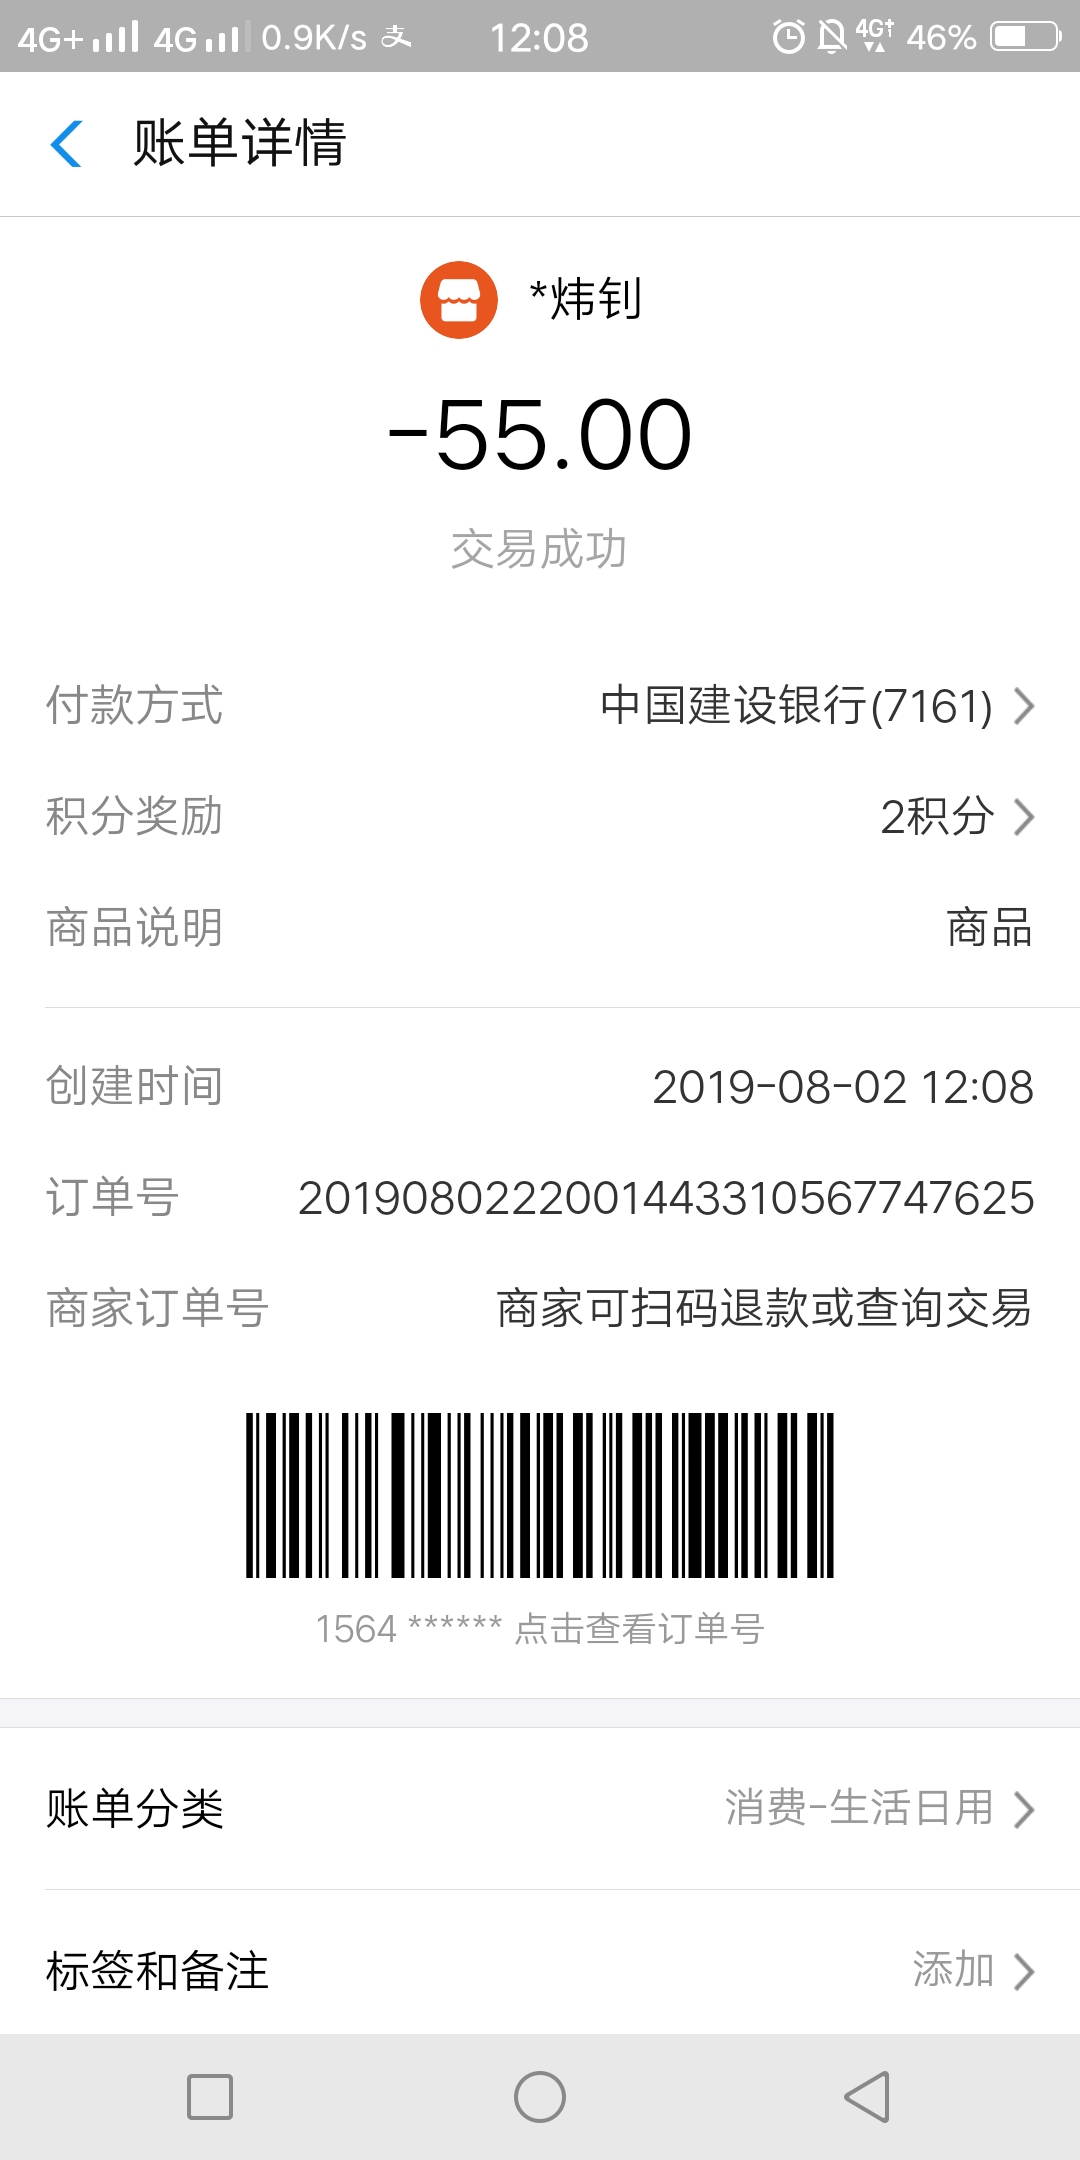 4G+ 4G 0.9K/s 支 12:08 4G+ 46%
账单详情
*炜钊
-55.00
交易成功
付款方式 中国建设银行(7161)
积分奖励 2积分
商品说明 商品
创建时间 2019-08-02 12:08
订单号 2019080222001443310567747625
商家订单号 商家可扫码退款或查询交易
1564 ****** 点击查看订单号
账单分类 消费-生活日用
标签和备注 添加